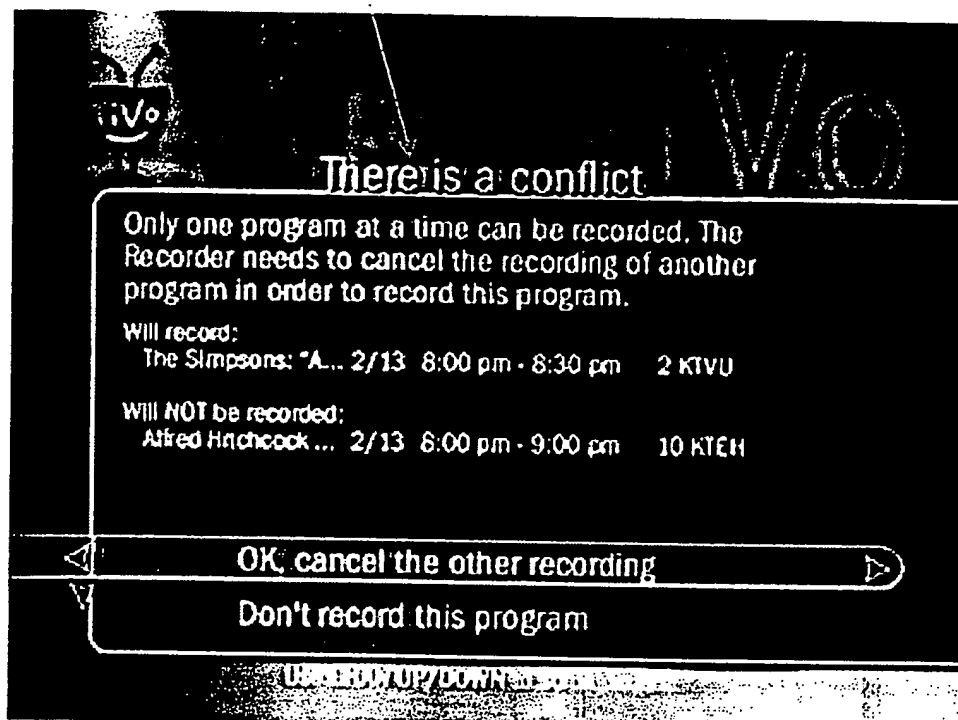 TiVo
There is a conflict
Only one program at a time can be recorded. The
Recorder needs to cancel the recording of another
program in order to record this program.
Will record:
The Simpsons: "A... 2/13 8:00 pm - 8:30 pm 2 KTVU
Will NOT be recorded:
Alfred Hitchcock ... 2/13 8:00 pm - 9:00 pm 10 KTEH
OK, cancel the other recording
Don't record this program
UP/DOWN